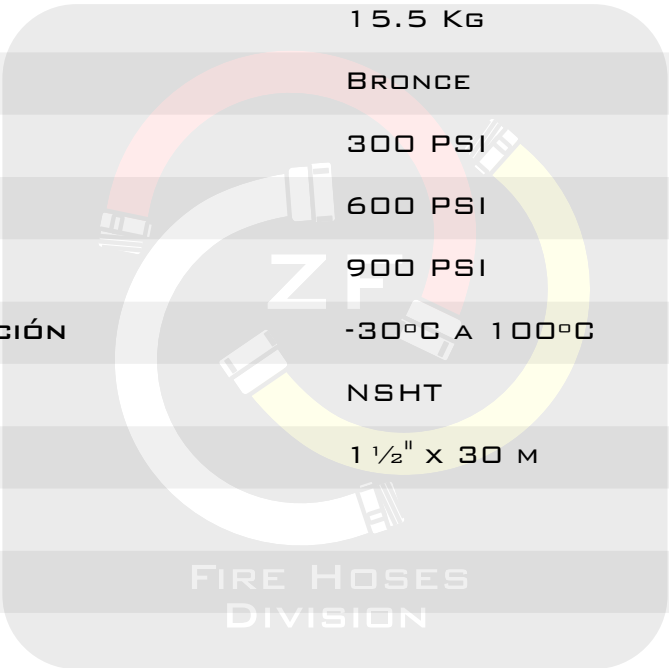 15.5 Kg
Bronce
300 PSI
600 PSI
900 PSI
ZF
ción -30ºC a 100ºC
NSHT
1 ½" x 30 m
Fire Hoses
Division